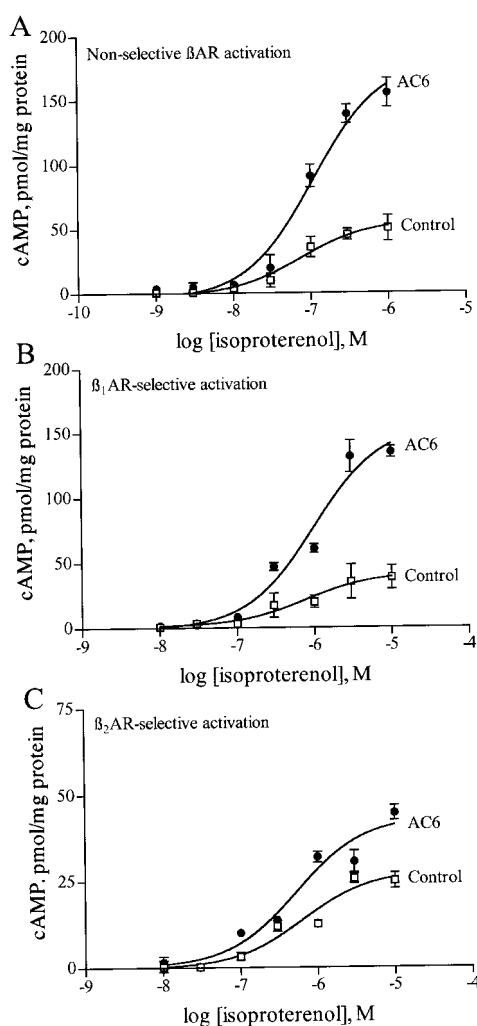 A
Non-selective ßAR activation
cAMP, pmol/mg protein
200
150
100
50
0
AC6
Control
-10 -9 -8 -7 -6 -5
log [isoproterenol], M
B
ß₁AR-selective activation
cAMP, pmol/mg protein
200
150
100
50
0
AC6
Control
-9 -8 -7 -6 -5 -4
log [isoproterenol], M
C
ß₂AR-selective activation
cAMP. pmol/mg protein
75
50
25
0
AC6
Control
-9 -8 -7 -6 -5 -4
log [isoproterenol], M